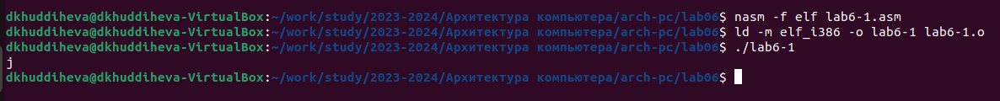 dkhuddiheva@dkhuddiheva-VirtualBox:~/work/study/2023-2024/Архитектура компьютера/arch-pc/lab06$ nasm -f elf lab6-1.asm
dkhuddiheva@dkhuddiheva-VirtualBox:~/work/study/2023-2024/Архитектура компьютера/arch-pc/lab06$ ld -m elf_i386 -o lab6-1 lab6-1.o
dkhuddiheva@dkhuddiheva-VirtualBox:~/work/study/2023-2024/Архитектура компьютера/arch-pc/lab06$ ./lab6-1
j
dkhuddiheva@dkhuddiheva-VirtualBox:~/work/study/2023-2024/Архитектура компьютера/arch-pc/lab06$